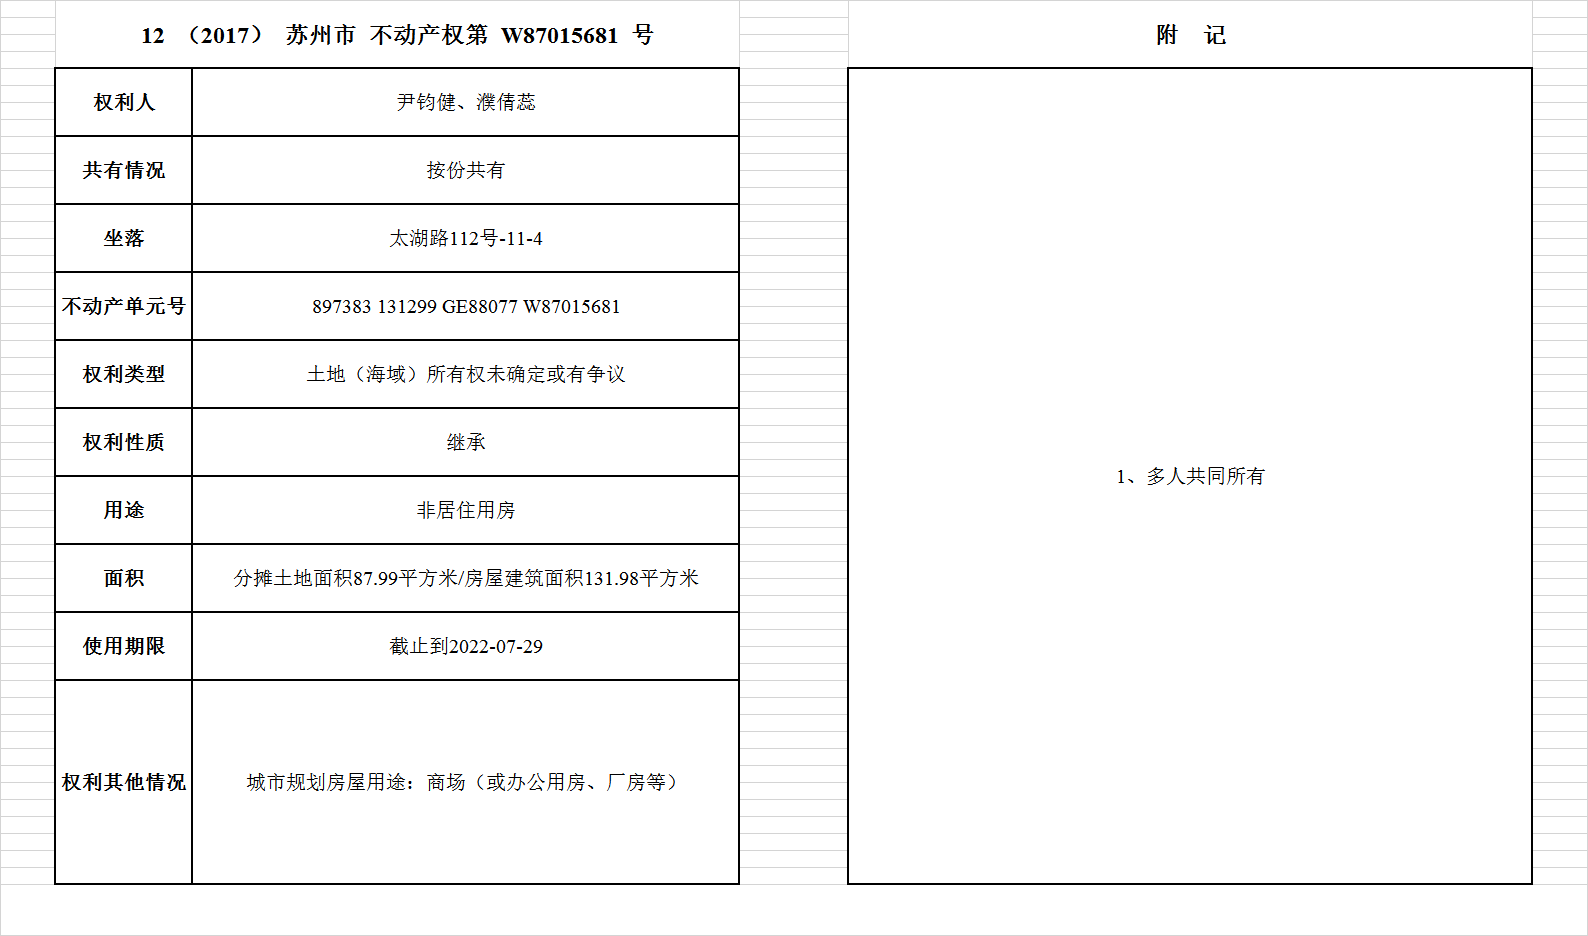 12 （2017） 苏州市 不动产权第 W87015681 号
权利人 尹钧健、濮倩蕊
共有情况 按份共有
坐落 太湖路112号-11-4
不动产单元号 897383 131299 GE88077 W87015681
权利类型 土地（海域）所有权未确定或有争议
权利性质 继承
用途 非居住用房
面积 分摊土地面积87.99平方米/房屋建筑面积131.98平方米
使用期限 截止到2022-07-29
权利其他情况 城市规划房屋用途：商场（或办公用房、厂房等）
附 记
1、多人共同所有